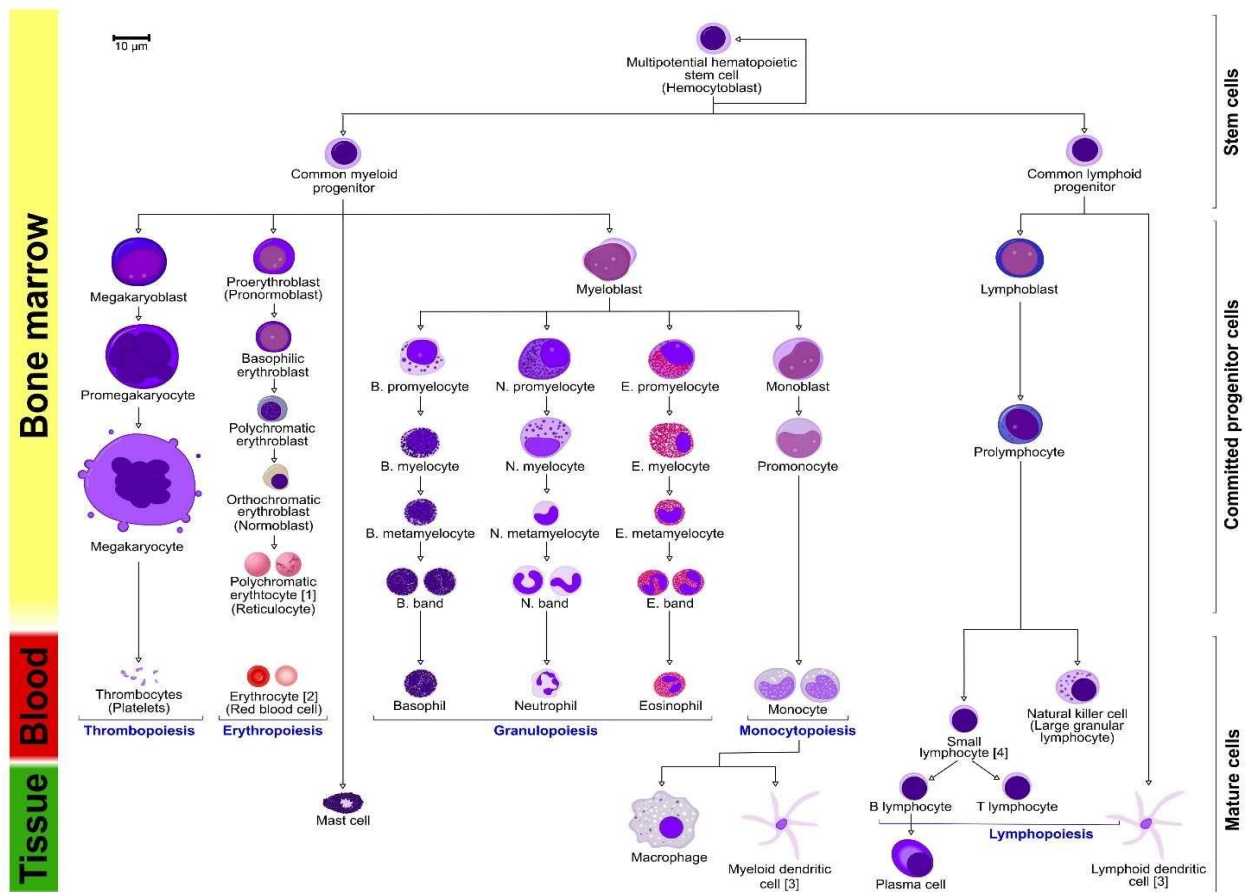 10 µm
Multipotential hematopoietic
stem cell
(Hemocytoblast)
Common myeloid
progenitor
Common lymphoid
progenitor
Stem cells
Bone marrow
Megakaryoblast
Proerythroblast
(Pronormoblast)
Myeloblast
Lymphoblast
Committed progenitor cells
Promegakaryocyte
Basophilic
erythroblast
B. promyelocyte
N. promyelocyte
E. promyelocyte
Monoblast
Polychromatic
erythroblast
B. myelocyte
N. myelocyte
E. myelocyte
Promonocyte
Prolymphocyte
Megakaryocyte
Orthochromatic
erythroblast
(Normoblast)
B. metamyelocyte
N. metamyelocyte
E. metamyelocyte
Polychromatic
erythtocyte [1]
(Reticulocyte)
B. band
N. band
E. band
Blood
Thrombocytes
(Platelets)
Erythrocyte [2]
(Red blood cell)
Basophil
Neutrophil
Eosinophil
Monocyte
Natural killer cell
(Large granular
lymphocyte)
Small
lymphocyte [4]
Thrombopoiesis
Erythropoiesis
Granulopoiesis
Monocytopoiesis
Mature cells
Tissue
Mast cell
Macrophage
Myeloid dendritic
cell [3]
B lymphocyte
T lymphocyte
Lymphopoiesis
Plasma cell
Lymphoid dendritic
cell [3]